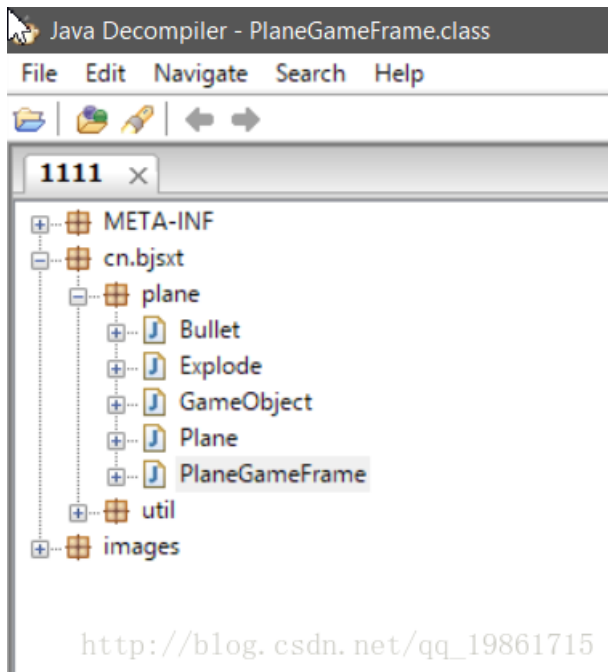 Java Decompiler - PlaneGameFrame.class
File Edit Navigate Search Help
1111
META-INF
cn.bjsxt
plane
Bullet
Explode
GameObject
Plane
PlaneGameFrame
util
images
http://blog.csdn.net/qq_19861715